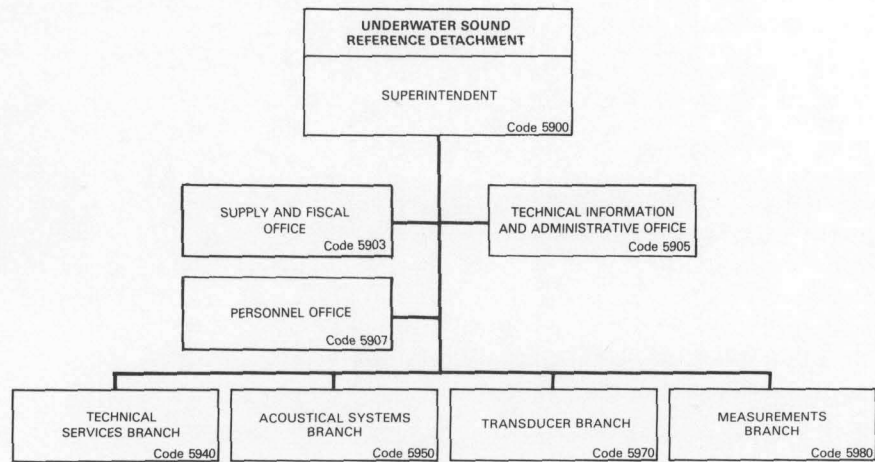 UNDERWATER SOUND
REFERENCE DETACHMENT
SUPERINTENDENT
Code 5900
SUPPLY AND FISCAL
OFFICE
Code 5903
TECHNICAL INFORMATION
AND ADMINISTRATIVE OFFICE
Code 5905
PERSONNEL OFFICE
Code 5907
TECHNICAL
SERVICES BRANCH
Code 5940
ACOUSTICAL SYSTEMS
BRANCH
Code 5950
TRANSDUCER BRANCH
Code 5970
MEASUREMENTS
BRANCH
Code 5980